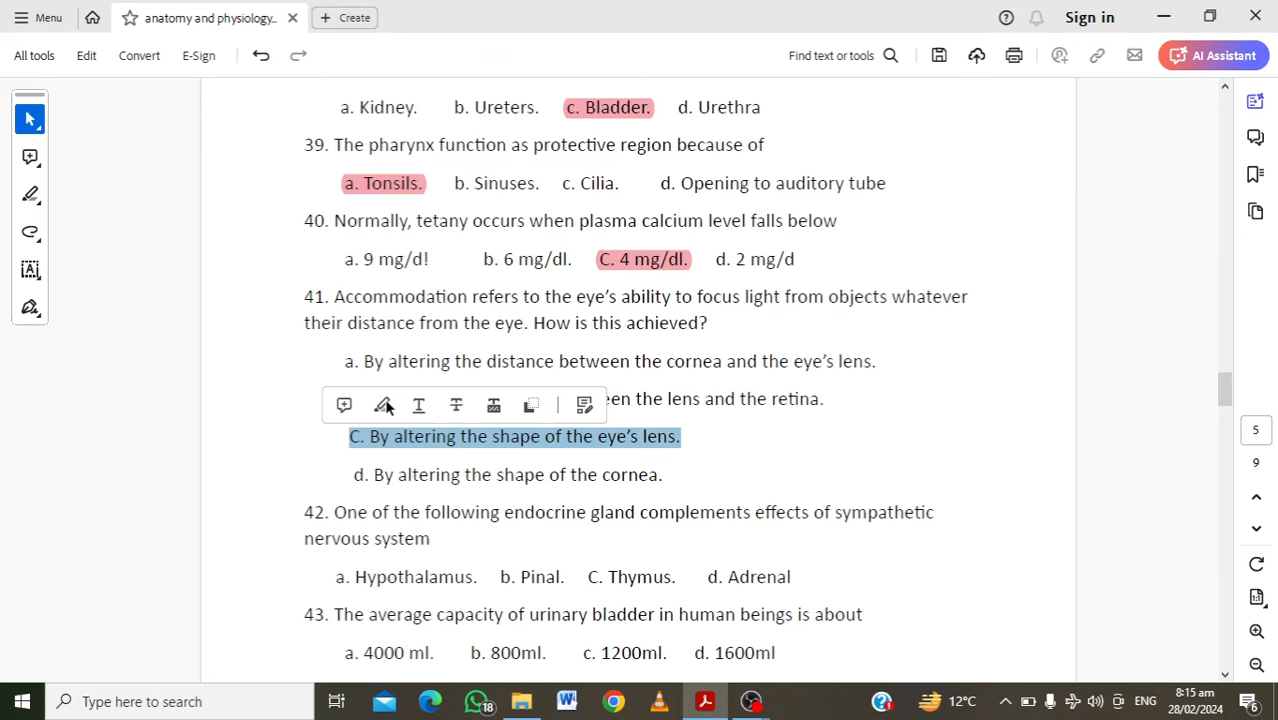 Menu
anatomy and physiology...
Create
Sign in
All tools
Edit
Convert
E-Sign
Find text or tools
AI Assistant
a. Kidney. b. Ureters. c. Bladder. d. Urethra
39. The pharynx function as protective region because of
a. Tonsils. b. Sinuses. c. Cilia. d. Opening to auditory tube
40. Normally, tetany occurs when plasma calcium level falls below
a. 9 mg/d! b. 6 mg/dl. C. 4 mg/dl. d. 2 mg/d
41. Accommodation refers to the eye's ability to focus light from objects whatever
their distance from the eye. How is this achieved?
a. By altering the distance between the cornea and the eye's lens.
the lens and the retina.
C. By altering the shape of the eye's lens.
d. By altering the shape of the cornea.
42. One of the following endocrine gland complements effects of sympathetic
nervous system
a. Hypothalamus. b. Pinal. C. Thymus. d. Adrenal
43. The average capacity of urinary bladder in human beings is about
a. 4000 ml. b. 800ml. c. 1200ml. d. 1600ml
5
9
1:1
Type here to search
18
W
12°C
ENG
8:15 am
28/02/2024
6